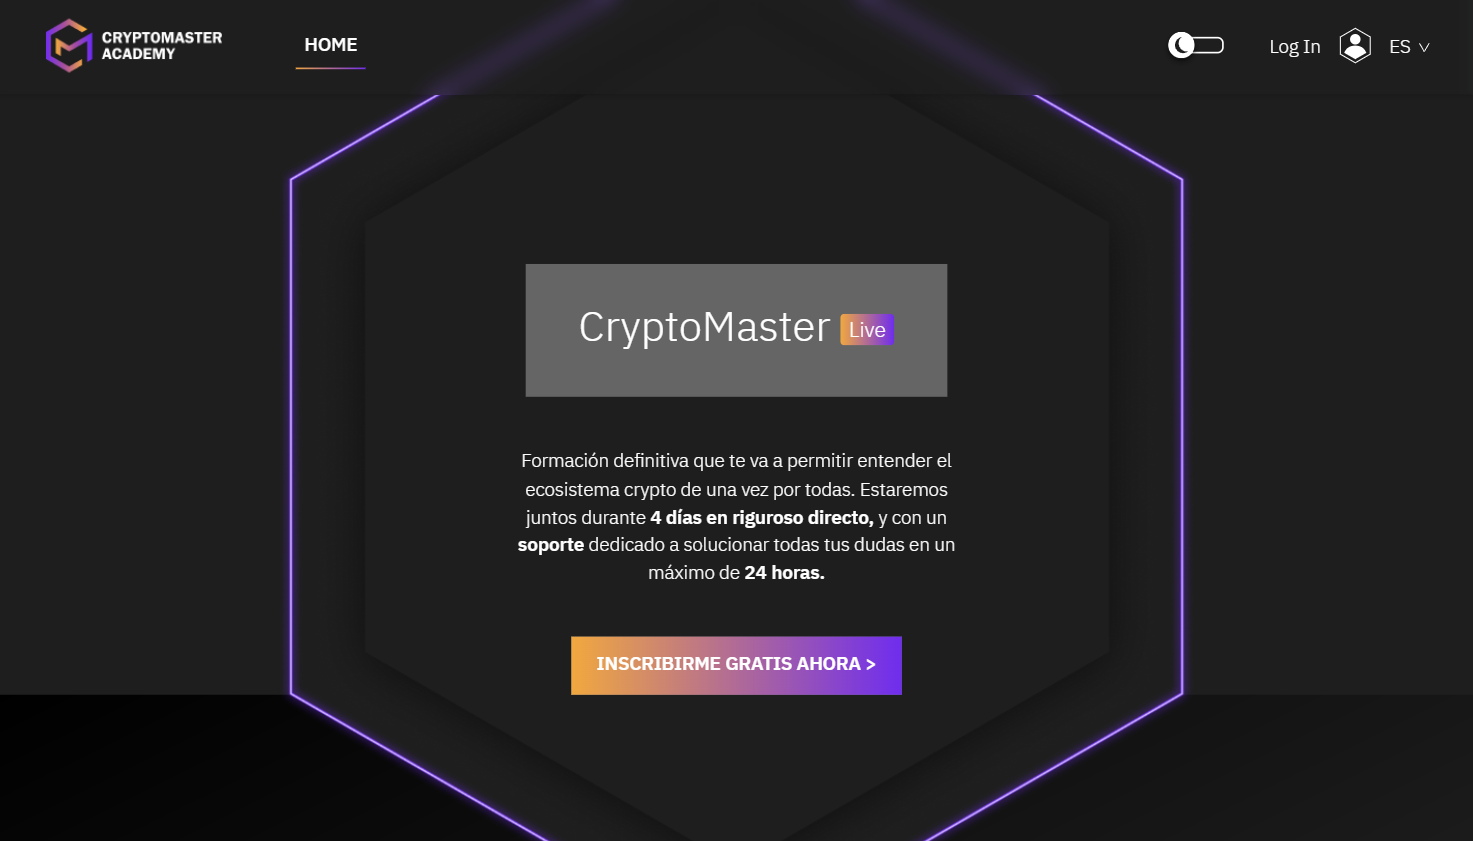 CRYPTOMASTER
ACADEMY
HOME
Log In
ES
CryptoMaster Live
Formación definitiva que te va a permitir entender el
ecosistema crypto de una vez por todas. Estaremos
juntos durante 4 días en riguroso directo, y con un
soporte dedicado a solucionar todas tus dudas en un
máximo de 24 horas.
INSCRIBIRME GRATIS AHORA >